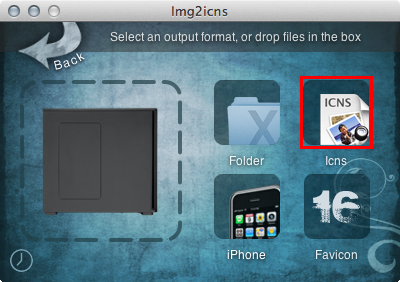 Img2icns
Select an output format, or drop files in the box
Back
ICNS
X
Folder
Icns
16
iPhone
Favicon